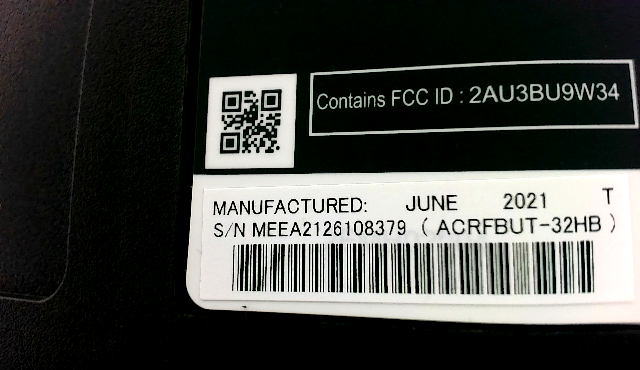 Contains FCC ID : 2AU3BU9W34
MANUFACTURED: JUNE 2021 T
S/N MEEA2126108379 ( ACRFBUT-32HB )